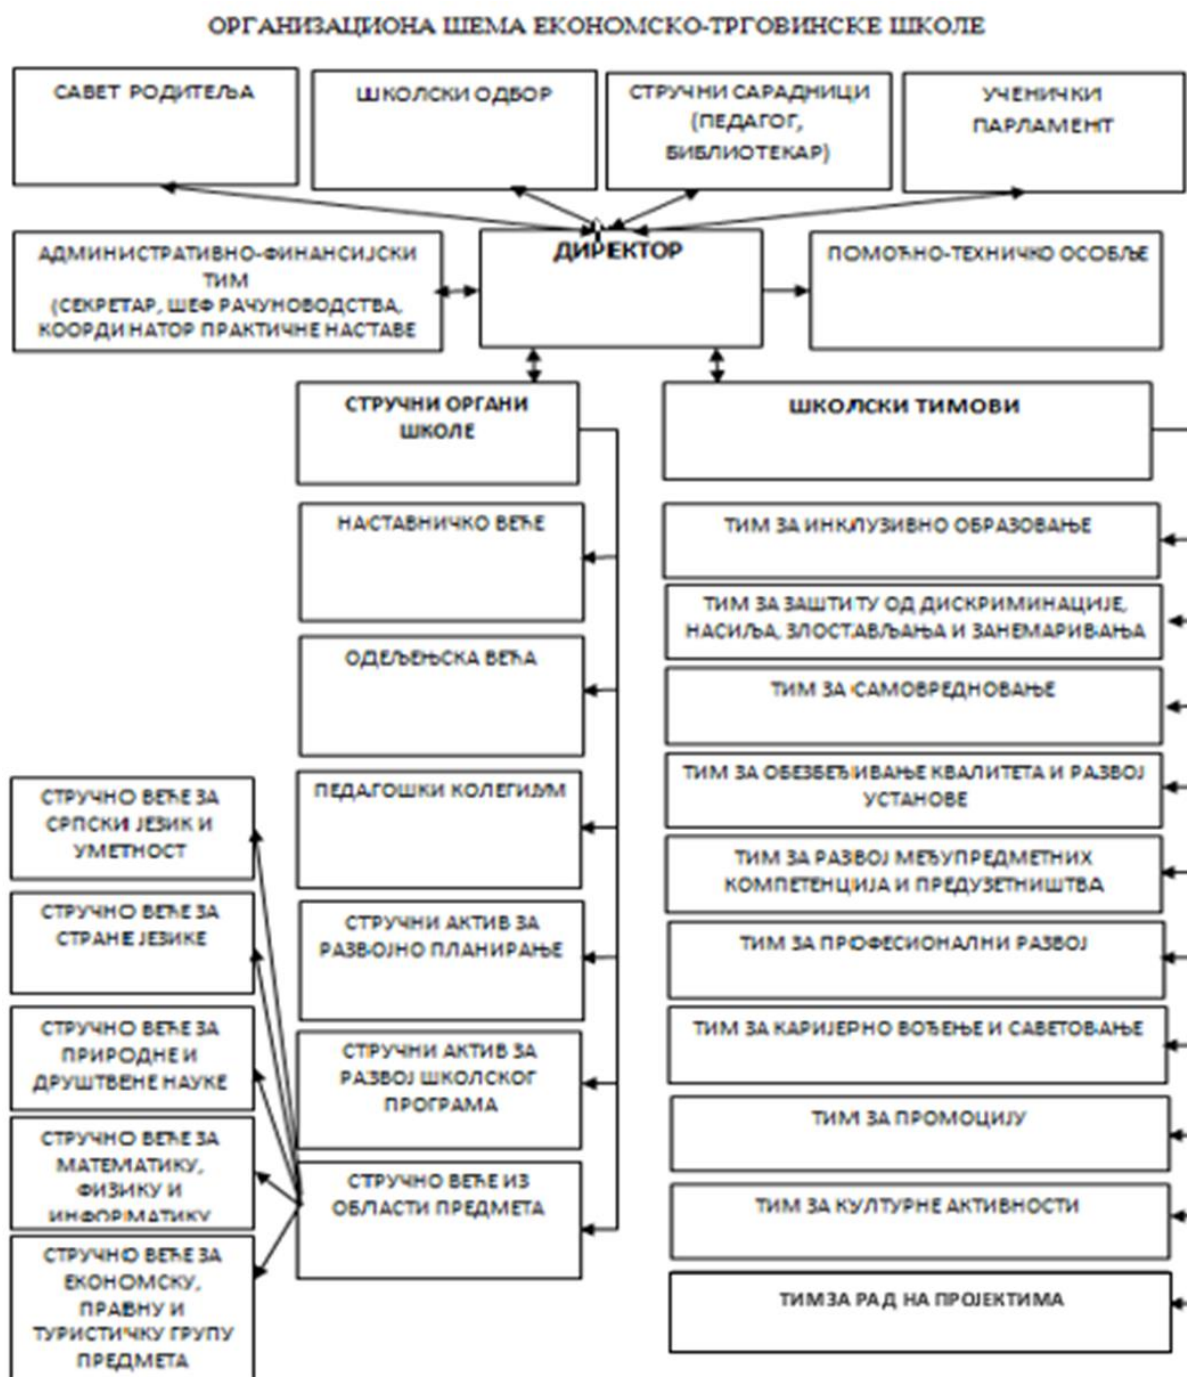 ОРГАНИЗАЦИОНА ШЕМА ЕКОНОМСКО-ТРГОВИНСКЕ ШКОЛЕ
САВЕТ РОДИТЕЉА
ШКОЛСКИ ОДБОР
СТРУЧНИ САРАДНИЦИ
(ПЕДАГОГ,
БИБЛИОТЕКАР)
УЧЕНИЧКИ
ПАРЛАМЕНТ
АДМИНИСТРАТИВНО-ФИНАНСИЈСКИ
ТИМ
(СЕКРЕТАР, ШЕФ РАЧУНОВОДСТВА,
КООРДИНАТОР ПРАКТИЧНЕ НАСТАВЕ
ДИРЕКТОР
ПОМОЋНО-ТЕХНИЧКО ОСОБЉЕ
СТРУЧНИ ОРГАНИ
ШКОЛЕ
НАСТАВНИЧКО ВЕЋЕ
ОДЕЉЕЊСКА ВЕЋА
ПЕДАГОШКИ КОЛЕГИЈУМ
СТРУЧНИ АКТИВ ЗА
РАЗВОЈНО ПЛАНИРАЊЕ
СТРУЧНИ АКТИВ ЗА
РАЗВОЈ ШКОЛСКОГ
ПРОГРАМА
СТРУЧНО ВЕЋЕ ИЗ
ОБЛАСТИ ПРЕДМЕТА
СТРУЧНО ВЕЋЕ ЗА
СРПСКИ ЈЕЗИК И
УМЕТНОСТ
СТРУЧНО ВЕЋЕ ЗА
СТРАНЕ ЈЕЗИКЕ
СТРУЧНО ВЕЋЕ ЗА
ПРИРОДНЕ И
ДРУШТВЕНЕ НАУКЕ
СТРУЧНО ВЕЋЕ ЗА
МАТЕМАТИКУ,
ФИЗИКУ И
ИНФОРМАТИКУ
СТРУЧНО ВЕЋЕ ЗА
ЕКОНОМСКУ,
ПРАВНУ И
ТУРИСТИЧКУ ГРУПУ
ПРЕДМЕТА
ШКОЛСКИ ТИМОВИ
ТИМ ЗА ИНКЛУЗИВНО ОБРАЗОВАЊЕ
ТИМ ЗА ЗАШТИТУ ОД ДИСКРИМИНАЦИЈЕ,
НАСИЉА, ЗЛОСТАВЉАЊА И ЗАНЕМАРИВАЊА
ТИМ ЗА САМОВРЕДНОВАЊЕ
ТИМ ЗА ОБЕЗБЕЂИВАЊЕ КВАЛИТЕТА И РАЗВОЈ
УСТАНОВЕ
ТИМ ЗА РАЗВОЈ МЕЂУПРЕДМЕТНИХ
КОМПЕТЕНЦИЈА И ПРЕДУЗЕТНИШТВА
ТИМ ЗА ПРОФЕСИОНАЛНИ РАЗВОЈ
ТИМ ЗА КАРИЈЕРНО ВОЂЕЊЕ И САВЕТОВАЊЕ
ТИМ ЗА ПРОМОЦИЈУ
ТИМ ЗА КУЛТУРНЕ АКТИВНОСТИ
ТИМ ЗА РАД НА ПРОЈЕКТИМА